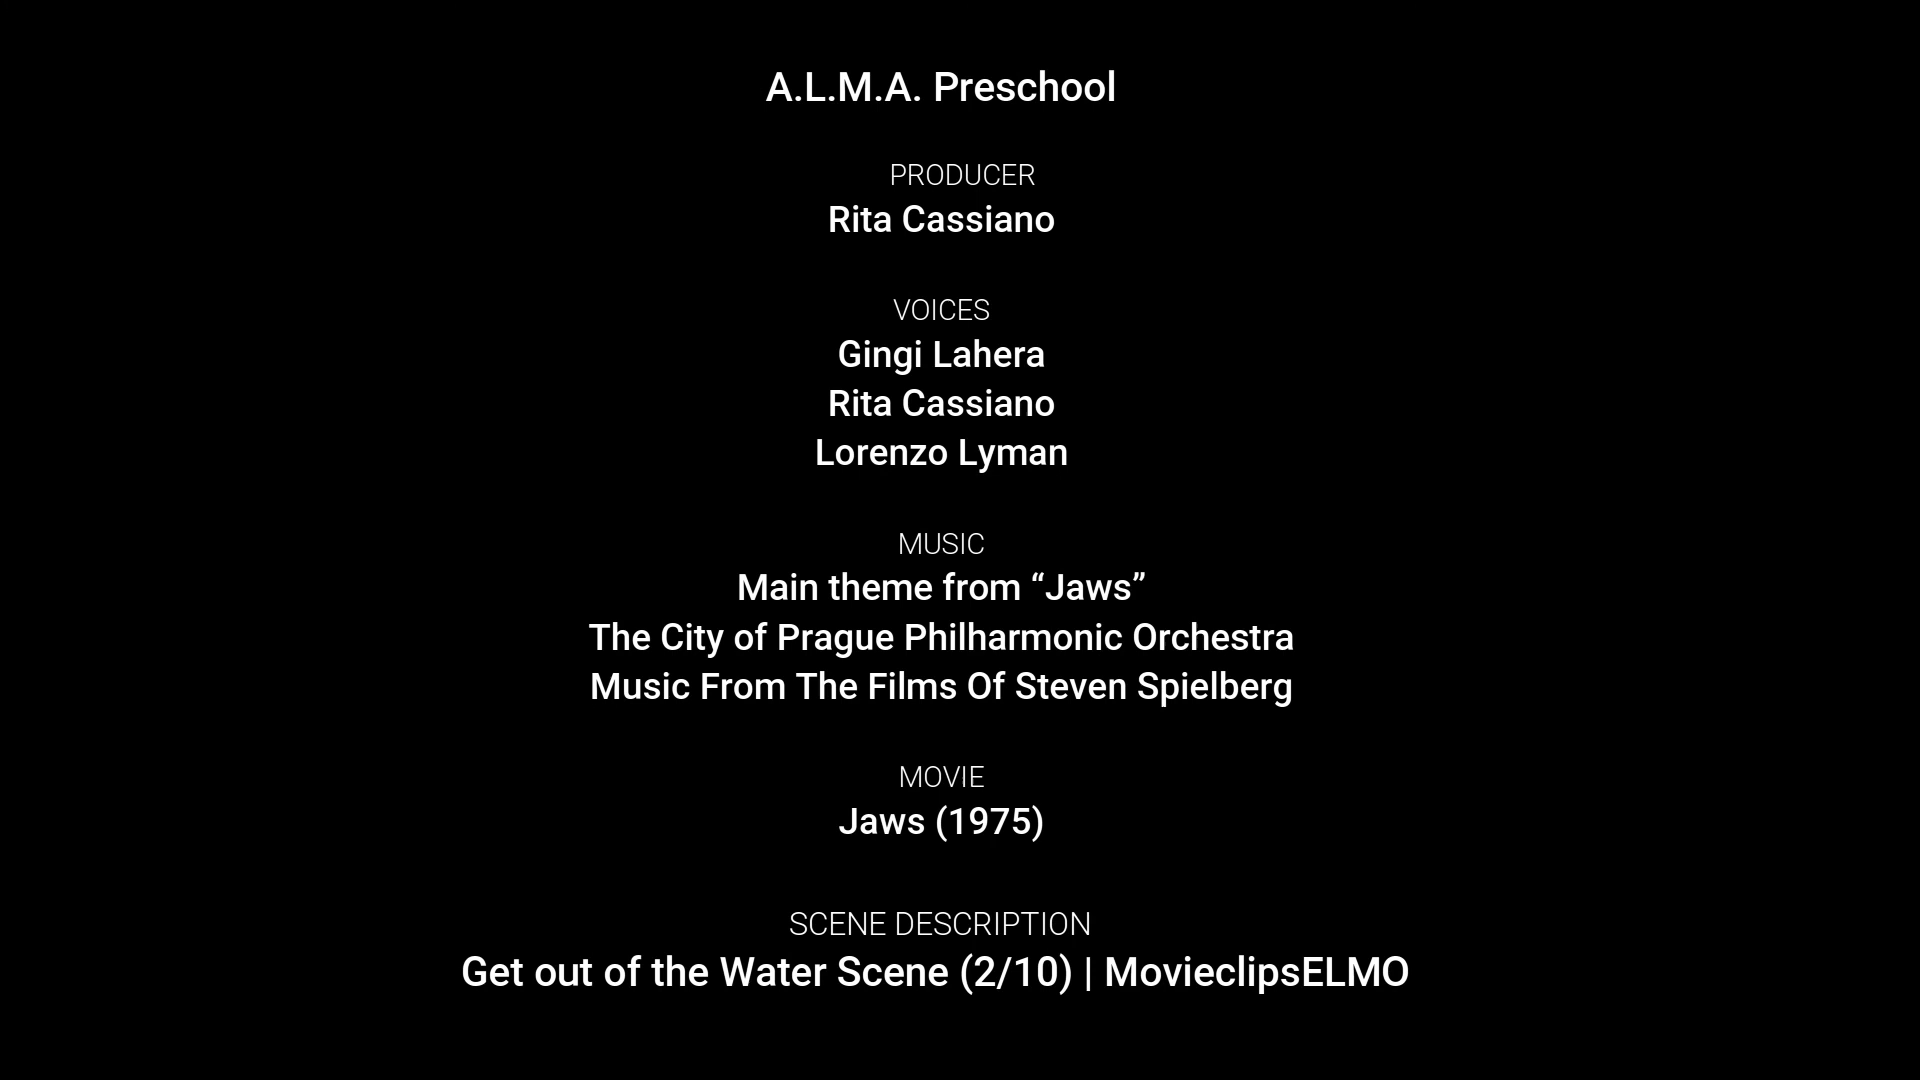 A.L.M.A. Preschool
PRODUCER
Rita Cassiano
VOICES
Gingi Lahera
Rita Cassiano
Lorenzo Lyman
MUSIC
Main theme from “Jaws”
The City of Prague Philharmonic Orchestra
Music From The Films Of Steven Spielberg
MOVIE
Jaws (1975)
SCENE DESCRIPTION
Get out of the Water Scene (2/10) | MovieclipsELMO